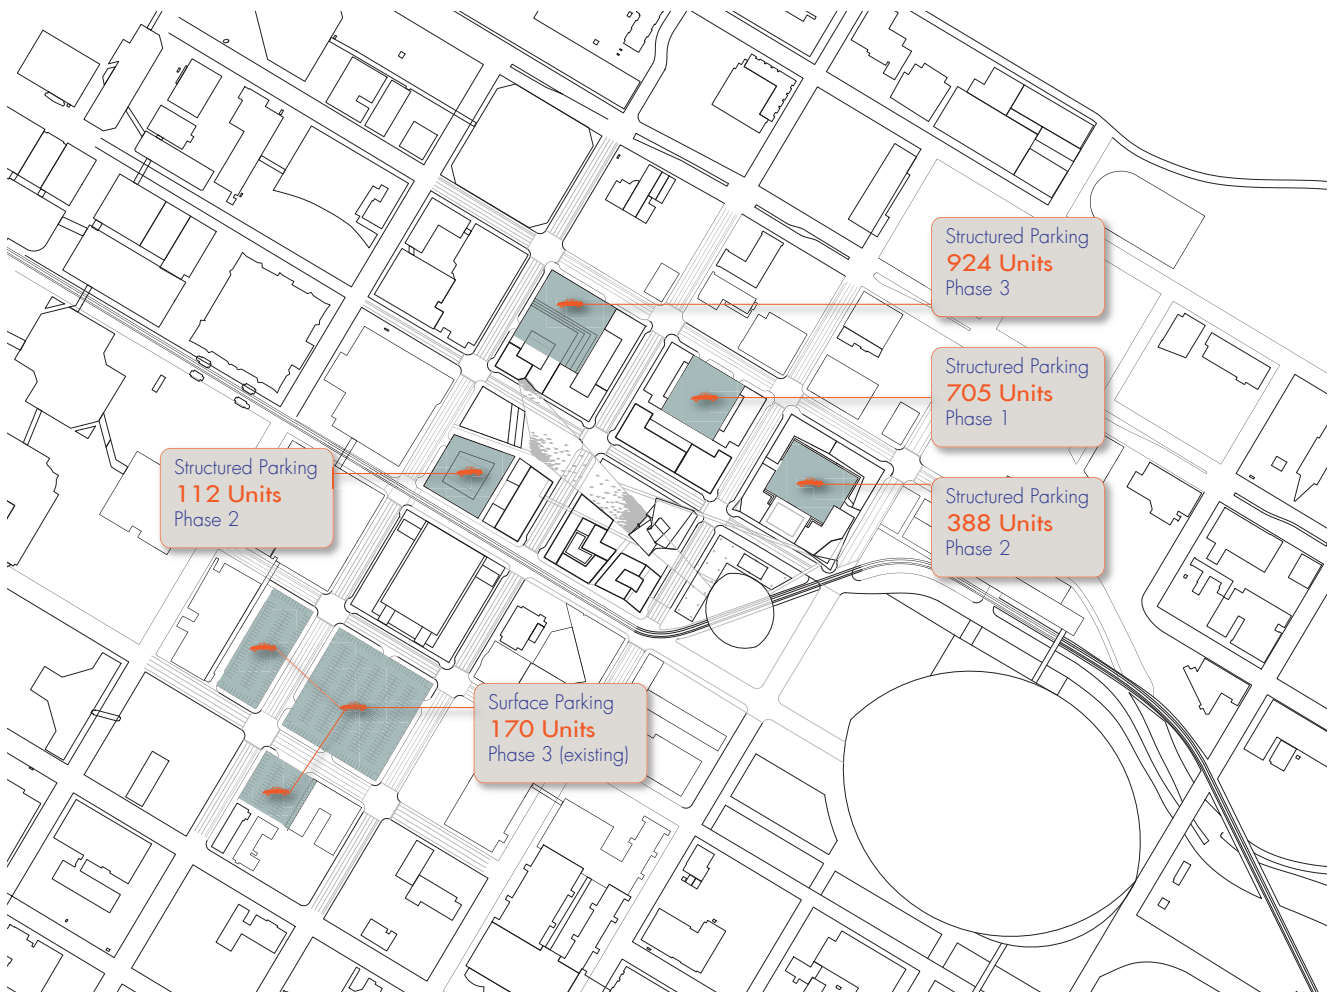 Structured Parking
924 Units
Phase 3
Structured Parking
705 Units
Phase 1
Structured Parking
112 Units
Phase 2
Structured Parking
388 Units
Phase 2
Surface Parking
170 Units
Phase 3 (existing)